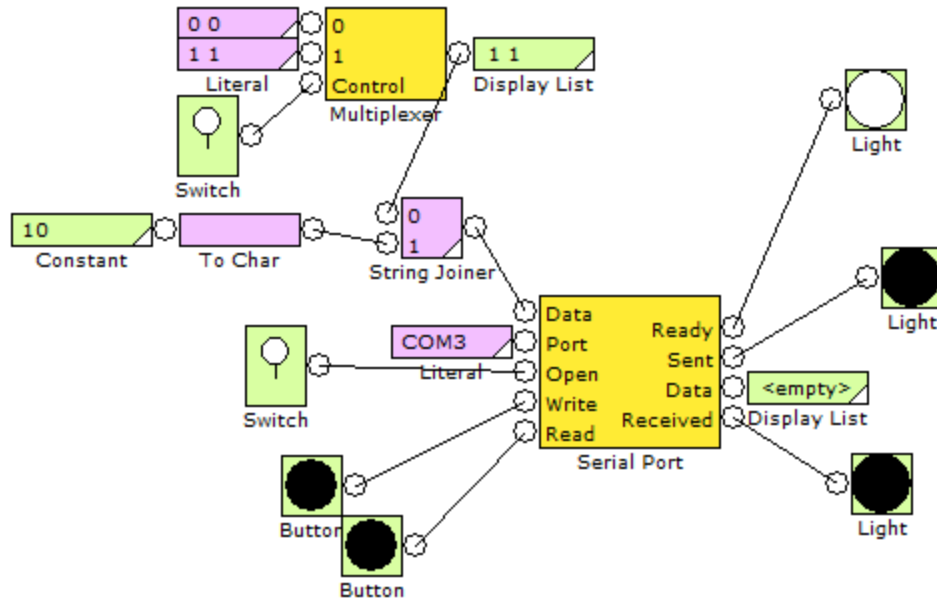 0 0
1 1
Literal
0
1
Control
Multiplexer
1 1
Display List
Switch
Light
10
Constant
To Char
0
1
String Joiner
COM3
Literal
Switch
Data
Port
Open
Write
Read
Ready
Sent
Data
Received
Serial Port
Light
<empty>
Display List
Light
Button
Button